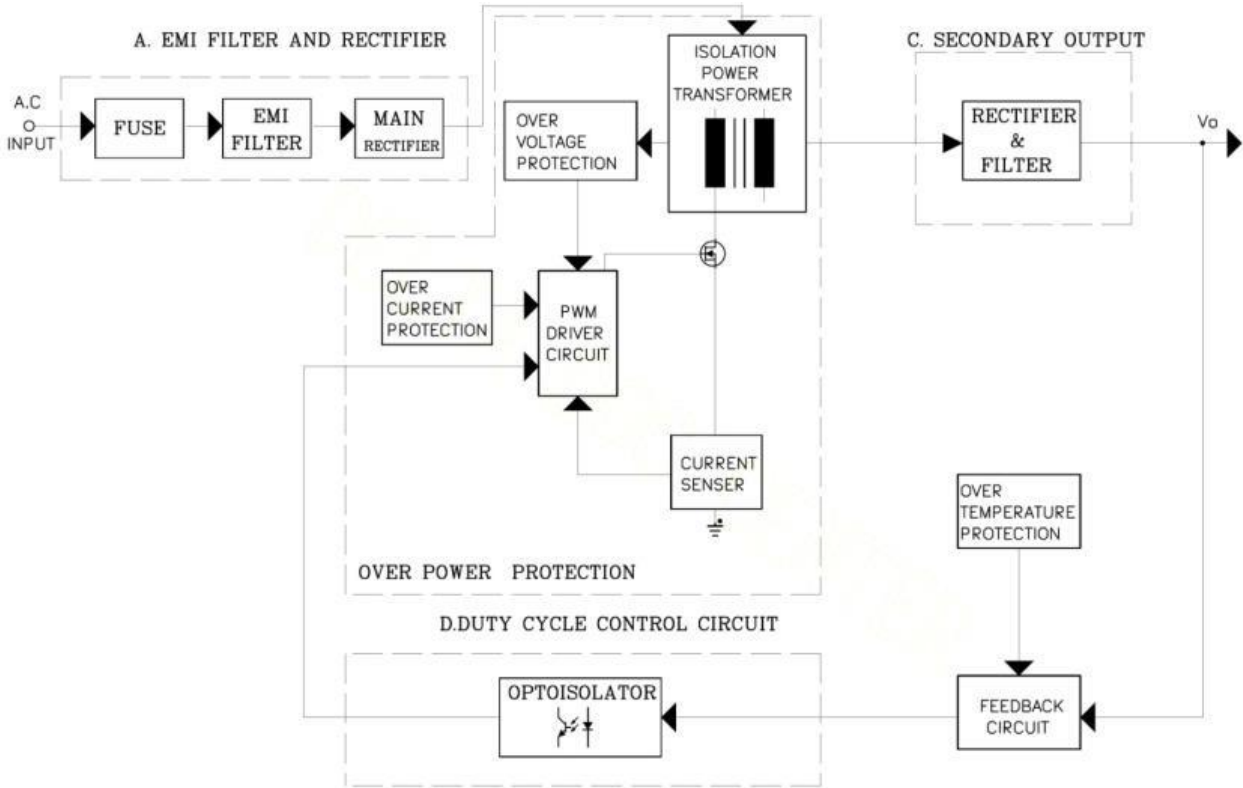 A. EMI FILTER AND RECTIFIER
A.C
INPUT
FUSE
EMI
FILTER
MAIN
RECTIFIER
OVER
VOLTAGE
PROTECTION
ISOLATION
POWER
TRANSFORMER
C. SECONDARY OUTPUT
RECTIFIER
&
FILTER
Vo
OVER
CURRENT
PROTECTION
PWM
DRIVER
CIRCUIT
CURRENT
SENSER
OVER
TEMPERATURE
PROTECTION
OVER POWER PROTECTION
D.DUTY CYCLE CONTROL CIRCUIT
OPTOISOLATOR
FEEDBACK
CIRCUIT